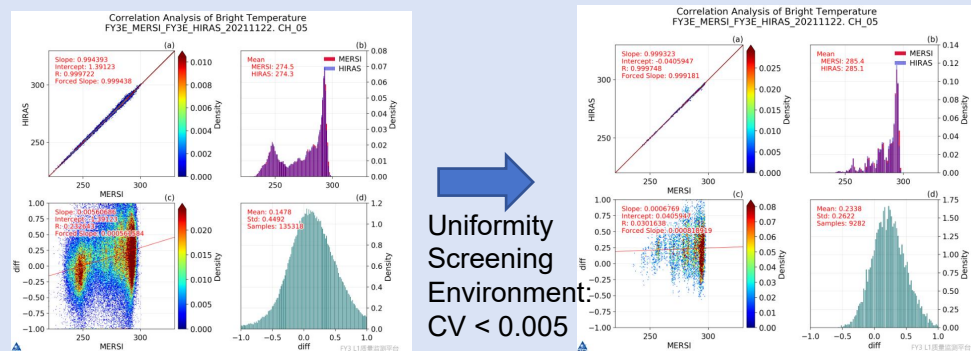 Correlation Analysis of Bright Temperature
FY3E_MERSI_FY3E_HIRAS_20211122. CH_05
(a)
Slope: 0.994393
Intercept: 1.39123
R: 0.999722
Forced Slope: 0.999438
HIRAS
300
275
250
250
300
MERSI
0.010
0.008
0.006
0.004
0.002
0.000
Density
(b)
Mean
MERSI: 274.5
HIRAS: 274.3
MERSI
HIRAS
250
300
0.08
0.07
0.06
0.05
0.04
0.03
0.02
0.01
0.00
Density
(c)
Intercept: 1.39123
diff
1.00
0.75
0.50
0.25
0.00
-0.25
-0.50
-0.75
-1.00
250
300
MERSI
0.020
0.010
0.000
Density
(d)
Mean: 0.1478
Std: 0.4492
Samples: 135318
-1.0
-0.5
0.0
0.5
1.0
diff
1.2
1.0
0.8
0.6
0.4
0.2
0.0
Density
Uniformity
Screening
Environment:
CV < 0.005
Correlation Analysis of Bright Temperature
FY3E_MERSI_FY3E_HIRAS_20211122. CH_05
(a)
Slope: 0.999323
Intercept: -0.0405947
R: 0.999748
Forced Slope: 0.999181
HIRAS
300
275
250
250
300
MERSI
0.025
0.020
0.015
0.010
0.005
0.000
Density
(b)
Mean
MERSI: 285.4
HIRAS: 285.1
MERSI
HIRAS
250
300
0.14
0.12
0.10
0.08
0.06
0.04
0.02
0.00
Density
(c)
Slope: 0.0006769
Intercept: 0.0405947
R: 0.0301638
diff
1.00
0.75
0.50
0.25
0.00
-0.25
-0.50
-0.75
-1.00
250
300
MERSI
0.08
0.07
0.06
0.05
0.04
0.03
0.02
0.01
0.00
Density
(d)
Mean: 0.2338
Std: 0.2622
Samples: 9282
-1.0
-0.5
0.0
0.5
1.0
diff
1.75
1.50
1.25
1.00
0.75
0.50
0.25
0.00
Density